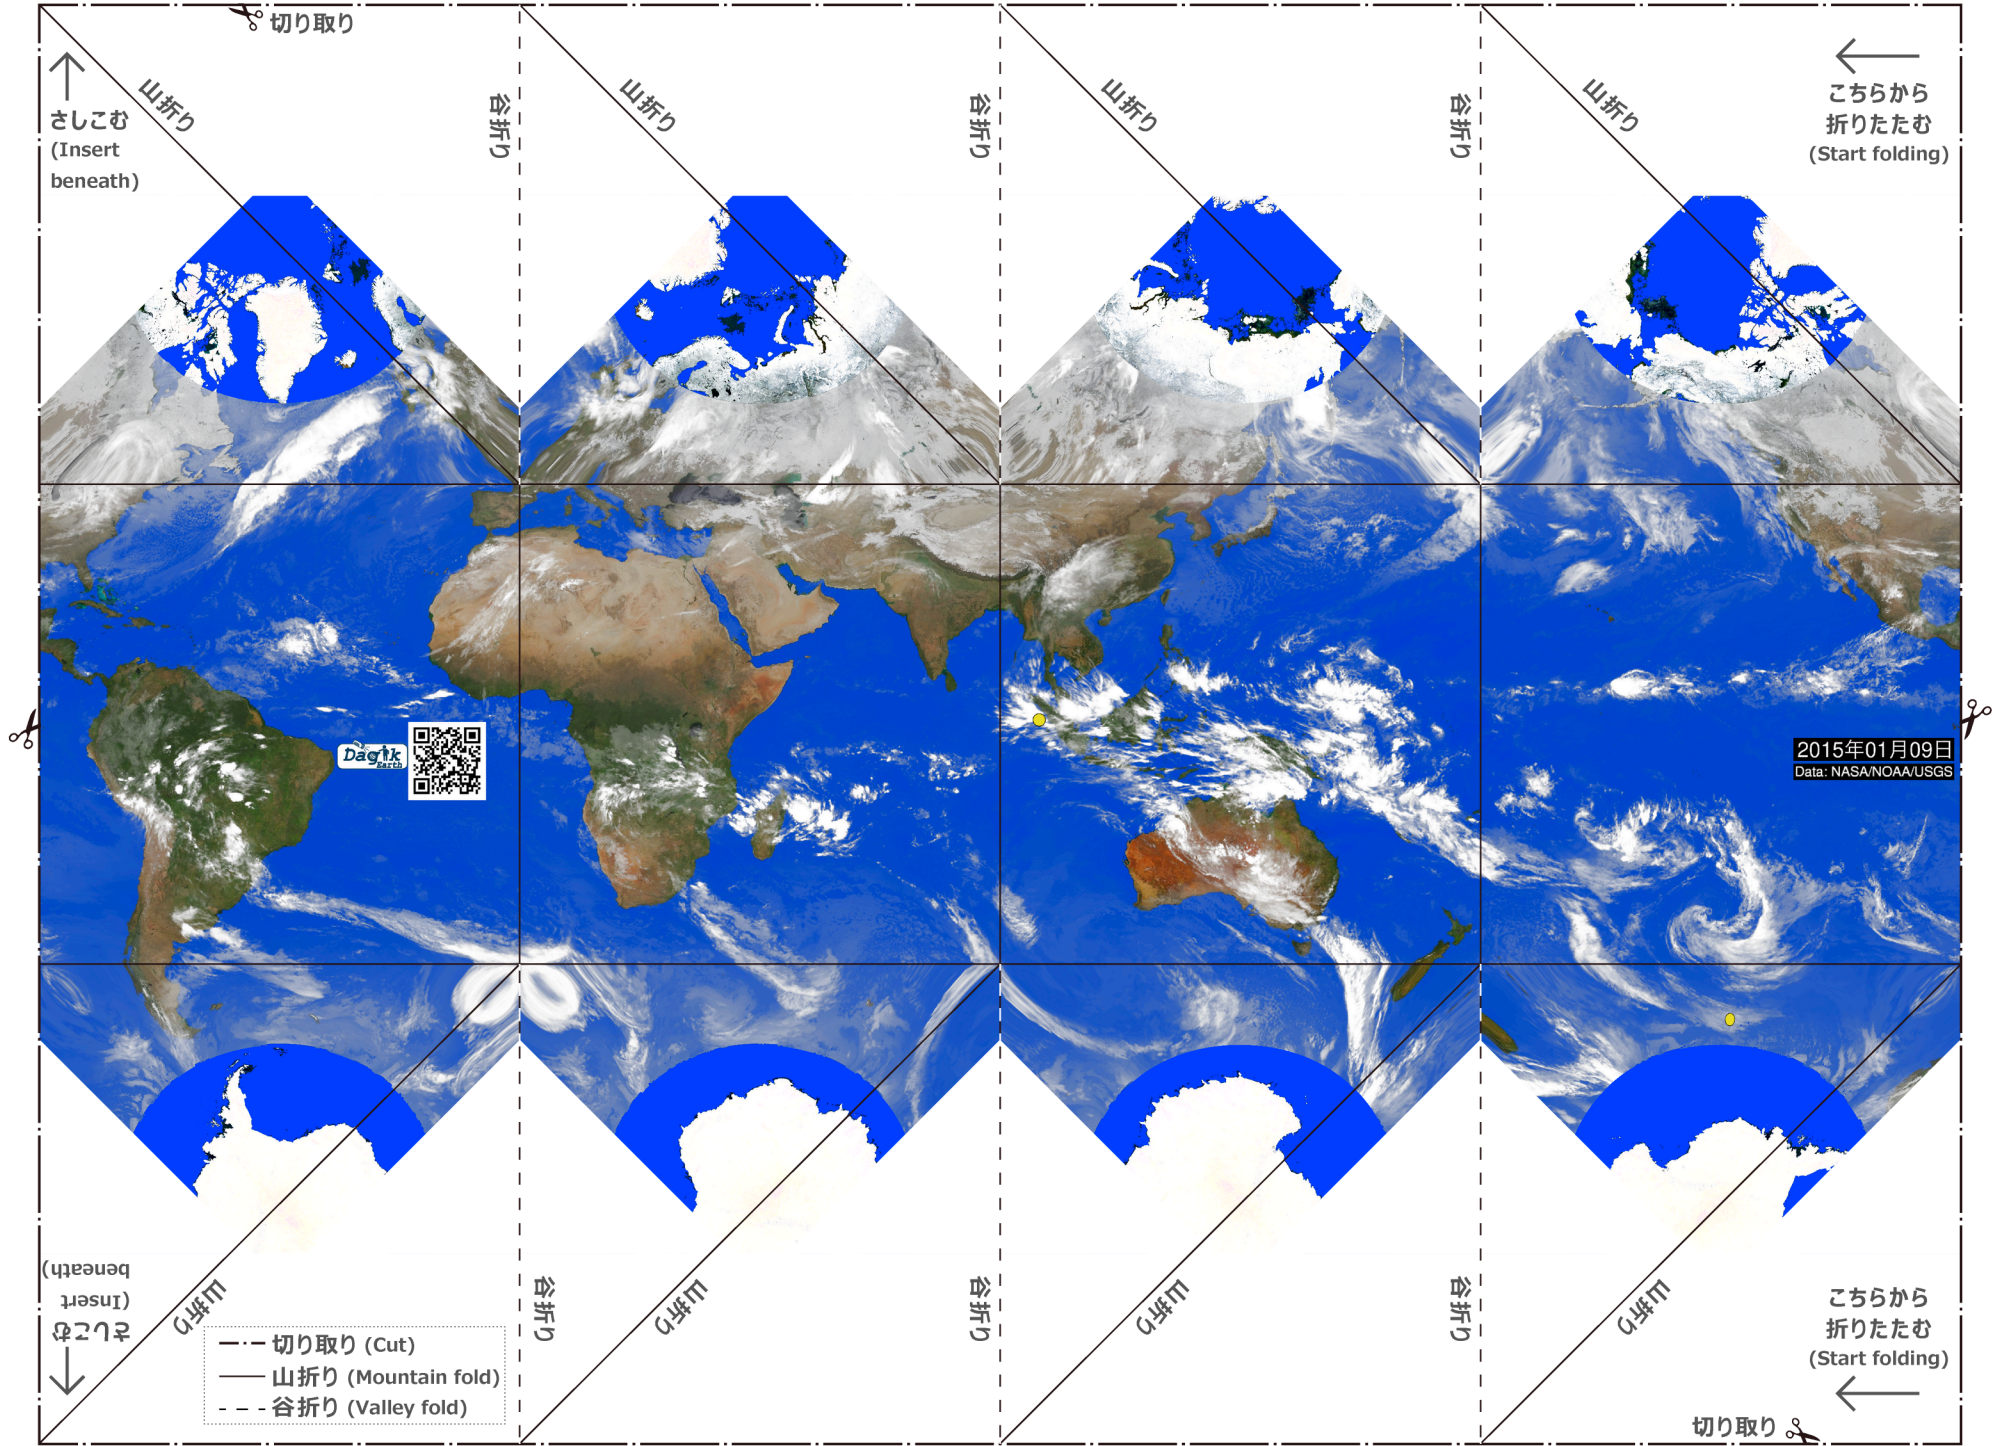 切り取り
さしこむ
(Insert
beneath)
山折り
谷折り
山折り
谷折り
山折り
谷折り
山折り
こちらから
折りたたむ
(Start folding)
Dagik
Earth
2015年01月09日
Data: NASA/NOAA/USGS
さしこむ
(Insert
beneath)
山折り
谷折り
山折り
谷折り
山折り
谷折り
山折り
こちらから
折りたたむ
(Start folding)
切り取り (Cut)
山折り (Mountain fold)
谷折り (Valley fold)
切り取り